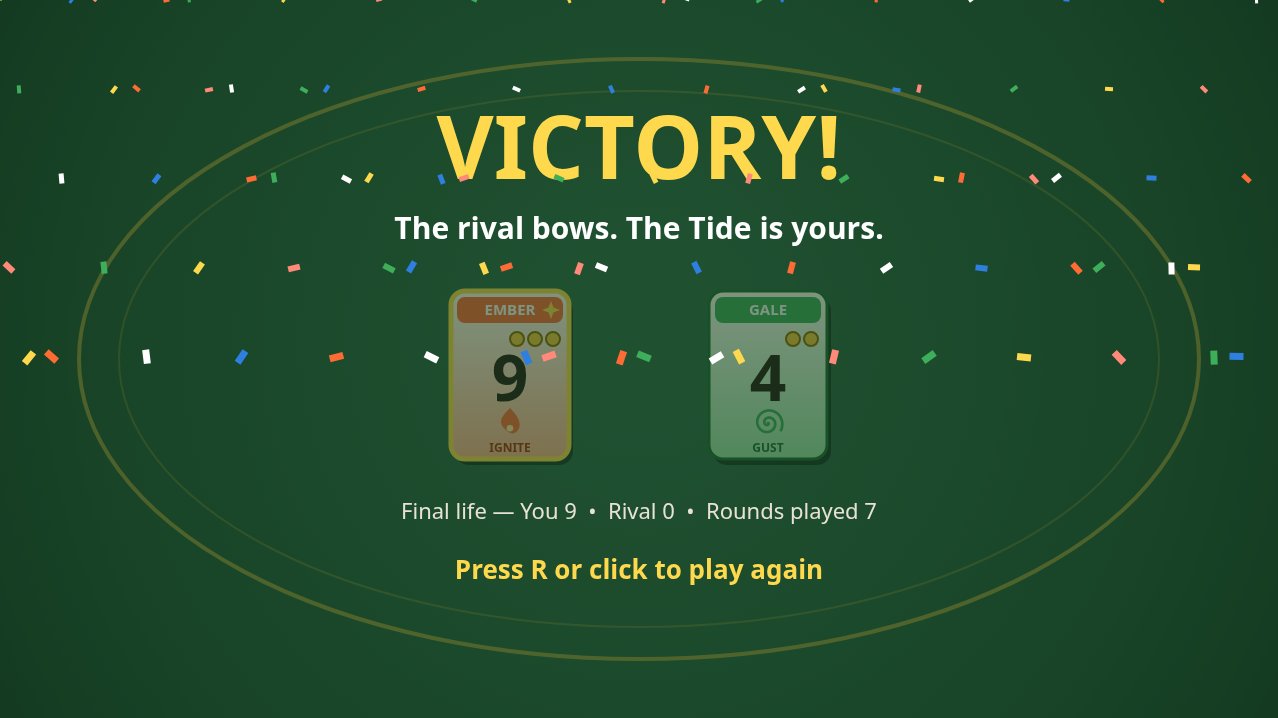 VICTORY!
The rival bows. The Tide is yours.
EMBER
9
IGNITE
GALE
4
GUST
Final life — You 9 • Rival 0 • Rounds played 7
Press R or click to play again